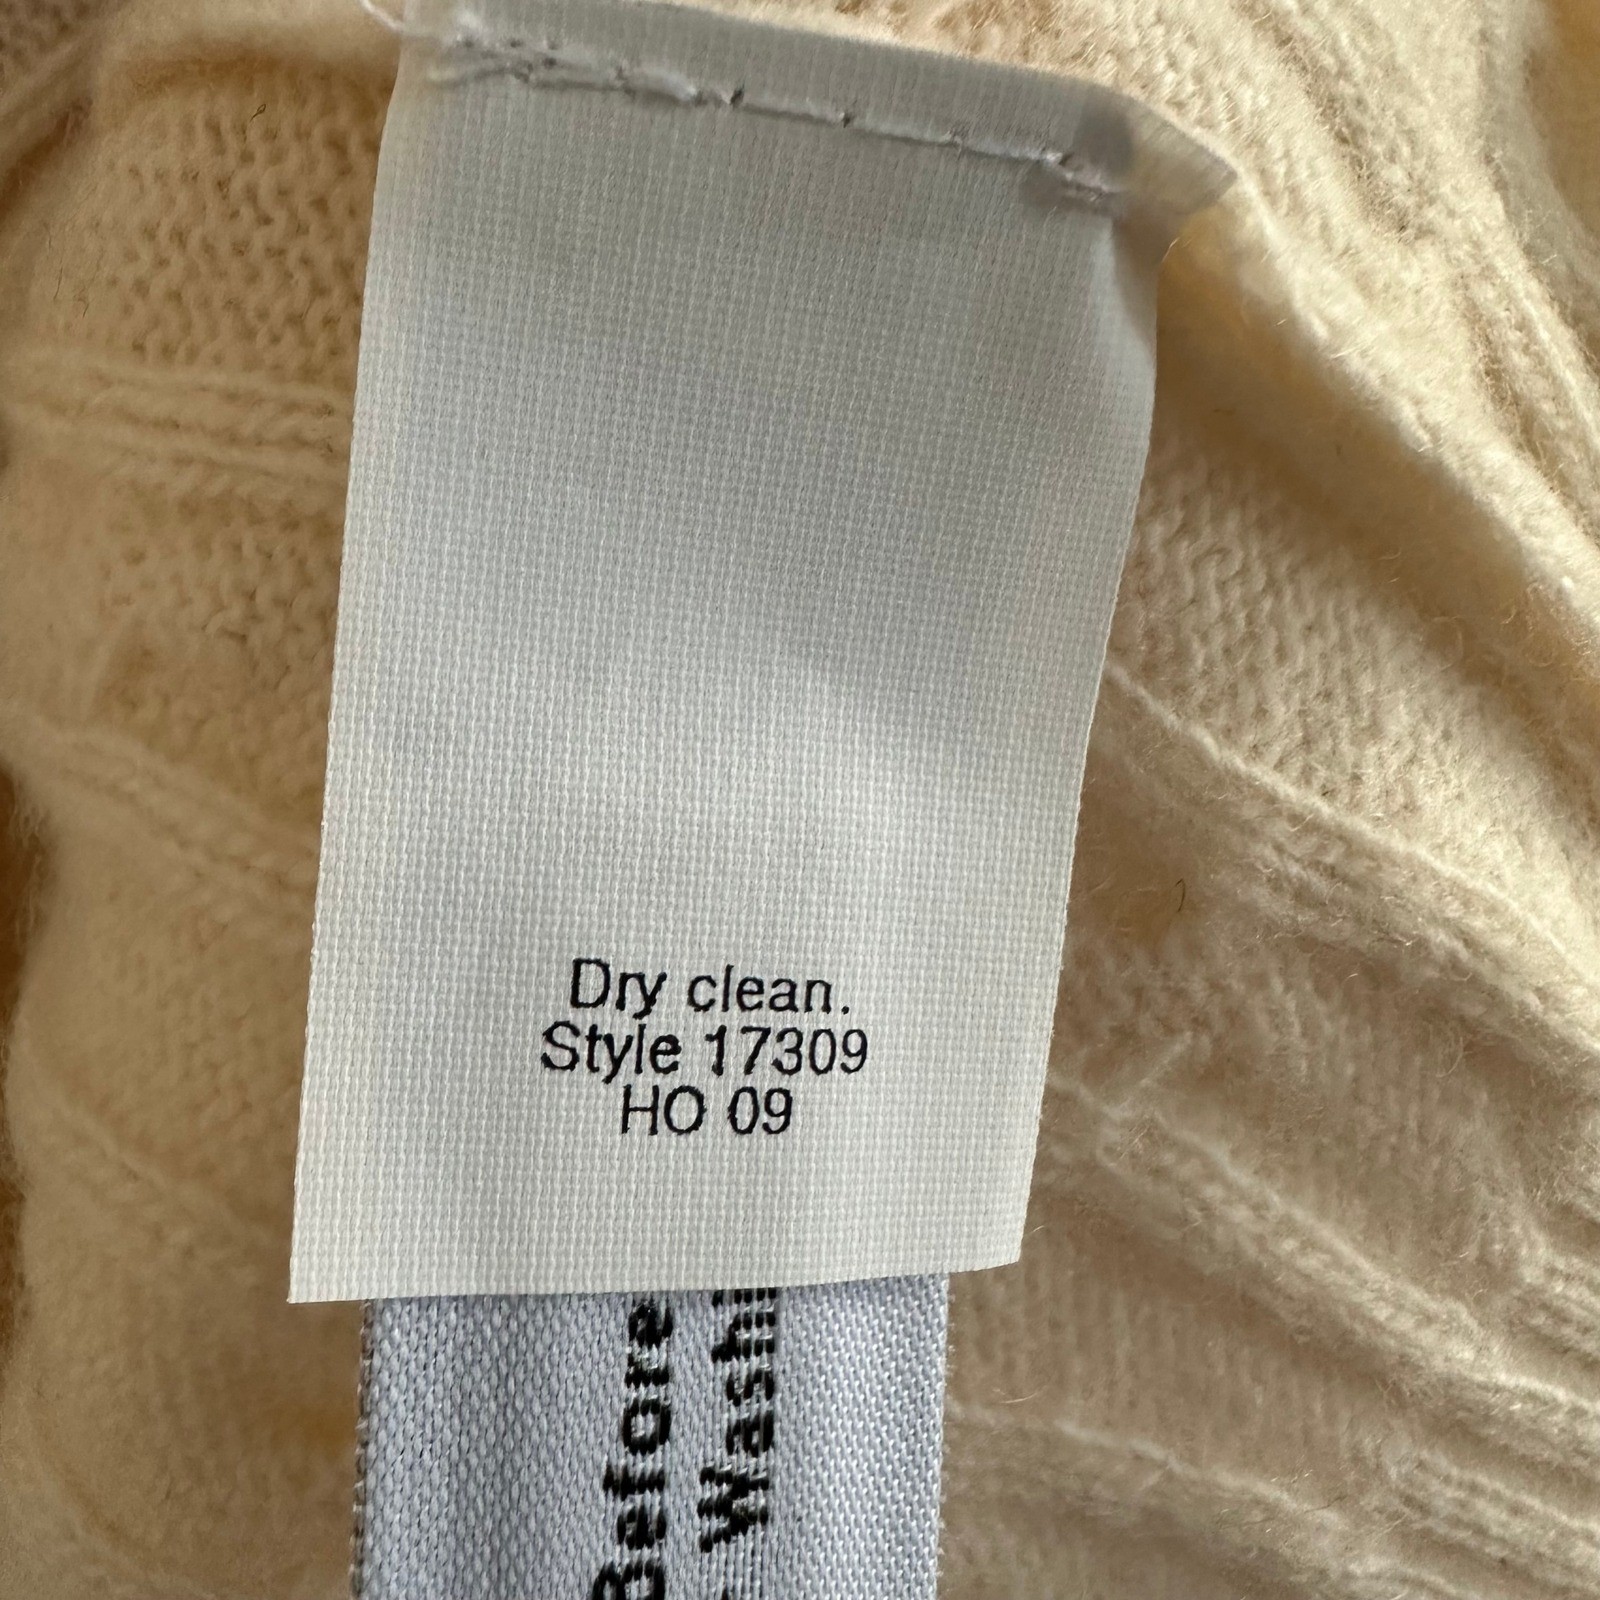 Dry clean.
Style 17309
HO 09
Before
Washi